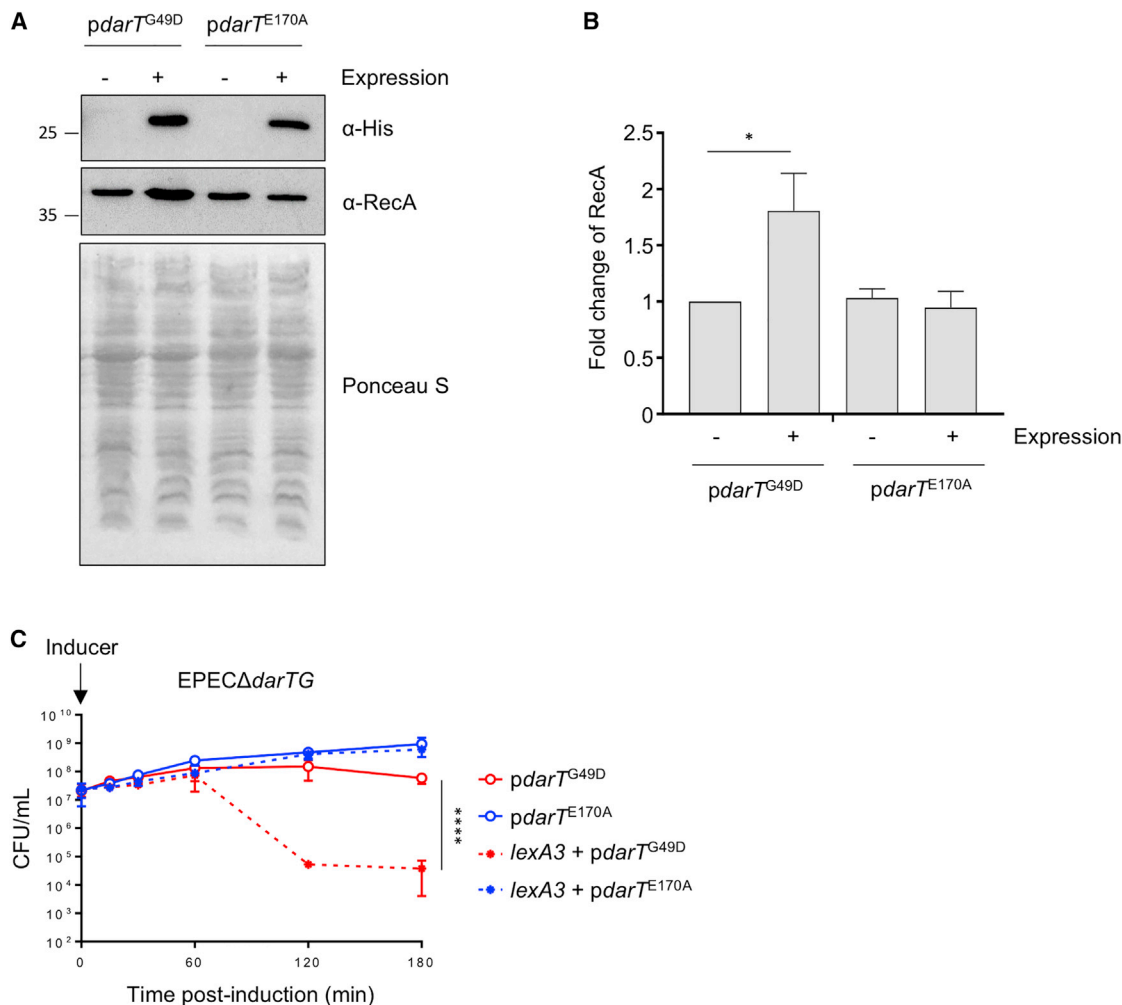 A
pdarT^G49D pdarT^E170A
- + - + Expression
25 α-His
35 α-RecA
Ponceau S
B
2.5
2
1.5
1
0.5
0
*
Fold change of RecA
- + - + Expression
pdarT^G49D pdarT^E170A
C
Inducer
EPECΔdarTG
10^10
10^9
10^8
10^7
10^6
10^5
10^4
10^3
10^2
CFU/mL
0 60 120 180
Time post-induction (min)
****
pdarT^G49D
pdarT^E170A
lexA3 + pdarT^G49D
lexA3 + pdarT^E170A